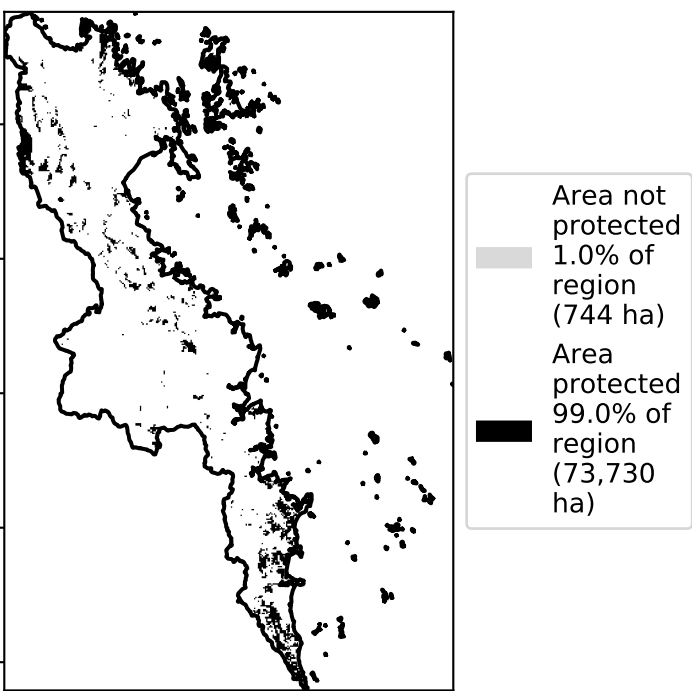 Area not
protected
1.0% of
region
(744 ha)
Area
protected
99.0% of
region
(73,730
ha)